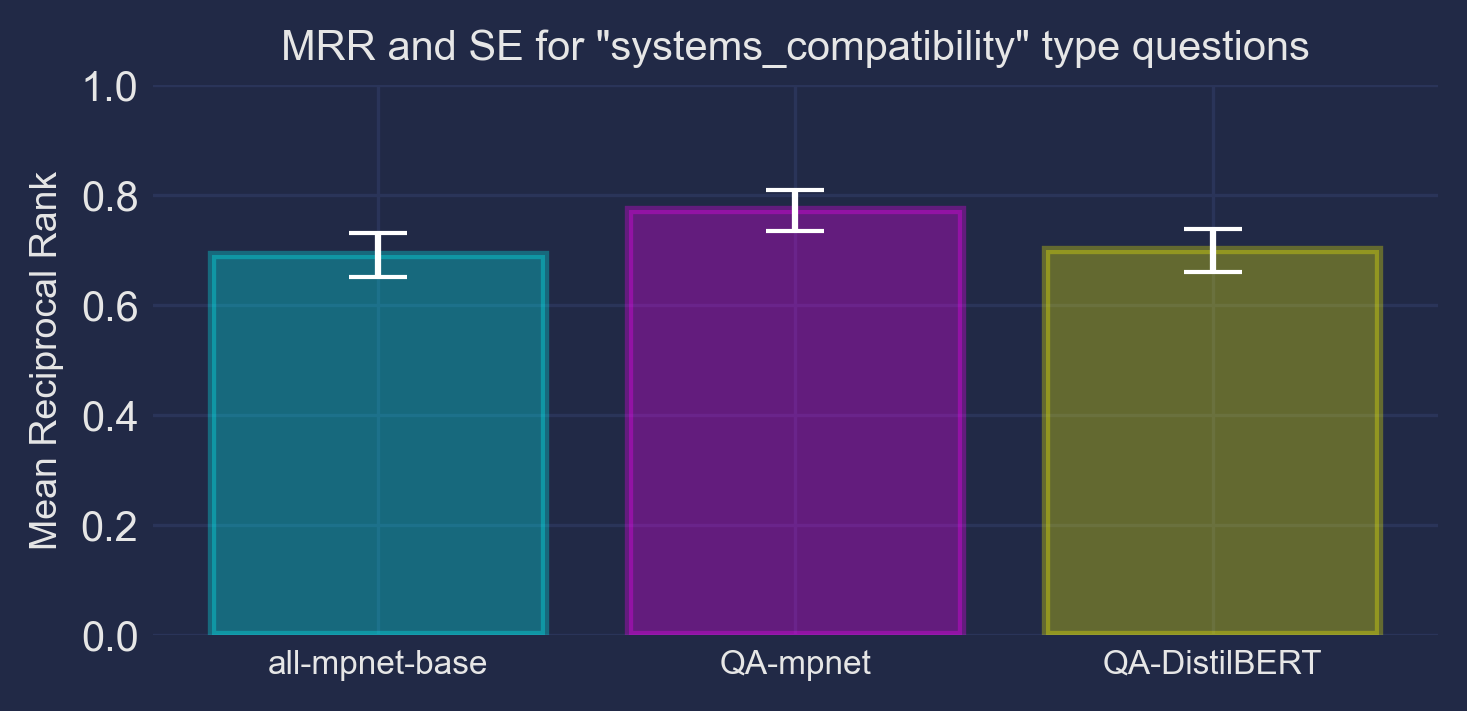 MRR and SE for "systems_compatibility" type questions
Mean Reciprocal Rank
1.0
0.8
0.6
0.4
0.2
0.0
all-mpnet-base
QA-mpnet
QA-DistilBERT